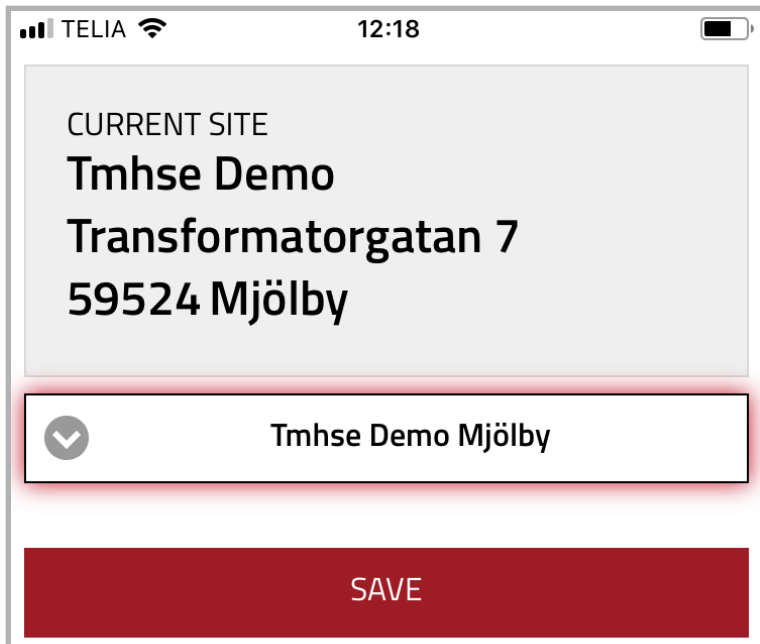 TELIA
12:18
CURRENT SITE
Tmhse Demo
Transformatorgatan 7
59524 Mjölby
Tmhse Demo Mjölby
SAVE